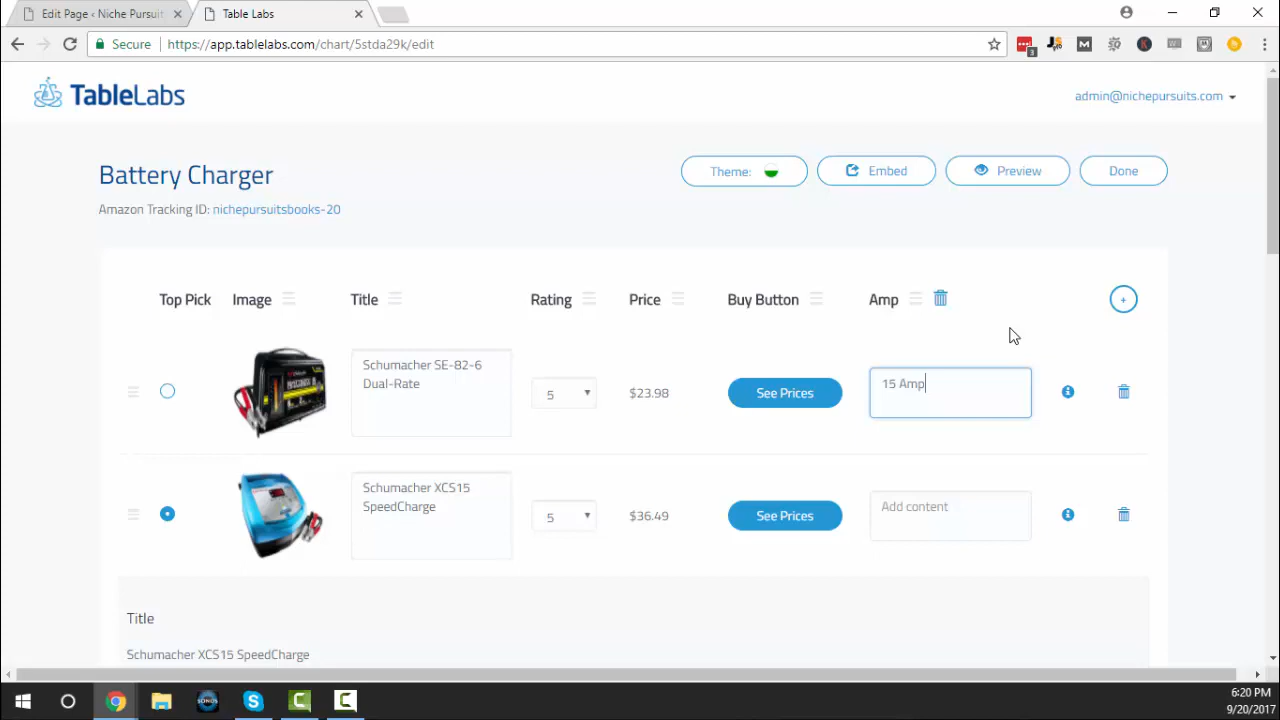 Edit Page ‹ Niche Pursuit
Table Labs
Secure
https://app.tablelabs.com/chart/5stda29k/edit
3
TableLabs
admin@nichepursuits.com
Battery Charger
Theme:
Embed
Preview
Done
Amazon Tracking ID: nichepursuitsbooks-20
Top Pick
Image
Title
Rating
Price
Buy Button
Amp
+
Schumacher SE-82-6
Dual-Rate
5
$23.98
See Prices
15 Amp
Schumacher XCS15
SpeedCharge
5
$36.49
See Prices
Add content
Title
Schumacher XCS15 SpeedCharge
SONOS
6:20 PM
9/20/2017